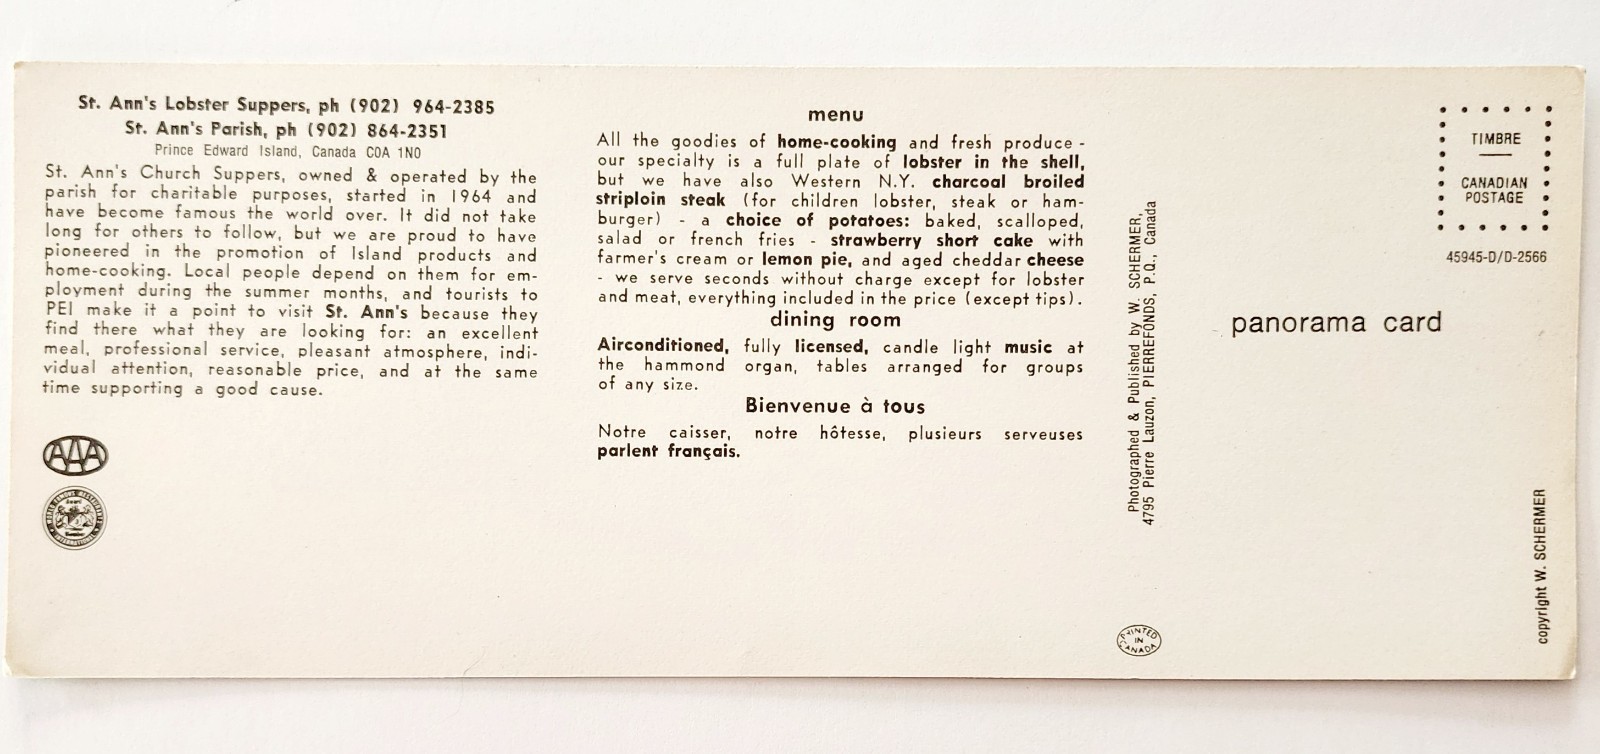 St. Ann's Lobster Suppers, ph (902) 964-2385
St. Ann's Parish, ph (902) 864-2351
Prince Edward Island, Canada C0A 1N0
St. Ann's Church Suppers, owned & operated by the
parish for charitable purposes, started in 1964 and
have become famous the world over. It did not take
long for others to follow, but we are proud to have
pioneered in the promotion of Island products and
home-cooking. Local people depend on them for em-
ployment during the summer months, and tourists to
PEI make it a point to visit St. Ann's because they
find there what they are looking for: an excellent
meal, professional service, pleasant atmosphere, indi-
vidual attention, reasonable price, and at the same
time supporting a good cause.
AAA
menu
All the goodies of home-cooking and fresh produce -
our specialty is a full plate of lobster in the shell,
but we have also Western N.Y. charcoal broiled
striploin steak (for children lobster, steak or ham-
burger) - a choice of potatoes: baked, scalloped,
salad or french fries - strawberry short cake with
farmer's cream or lemon pie, and aged cheddar cheese
- we serve seconds without charge except for lobster
and meat, everything included in the price (except tips).
dining room
Airconditioned, fully licensed, candle light music at
the hammond organ, tables arranged for groups
of any size.
Bienvenue à tous
Notre caisser, notre hôtesse, plusieurs serveuses
parlent français.
Photographed & Published by W. SCHERMER,
4795 Pierre Lauzon, PIERREFONDS, P.Q., Canada
PRINTED
IN
CANADA
TIMBRE
CANADIAN
POSTAGE
45945-D/D-2566
panorama card
copyright W. SCHERMER